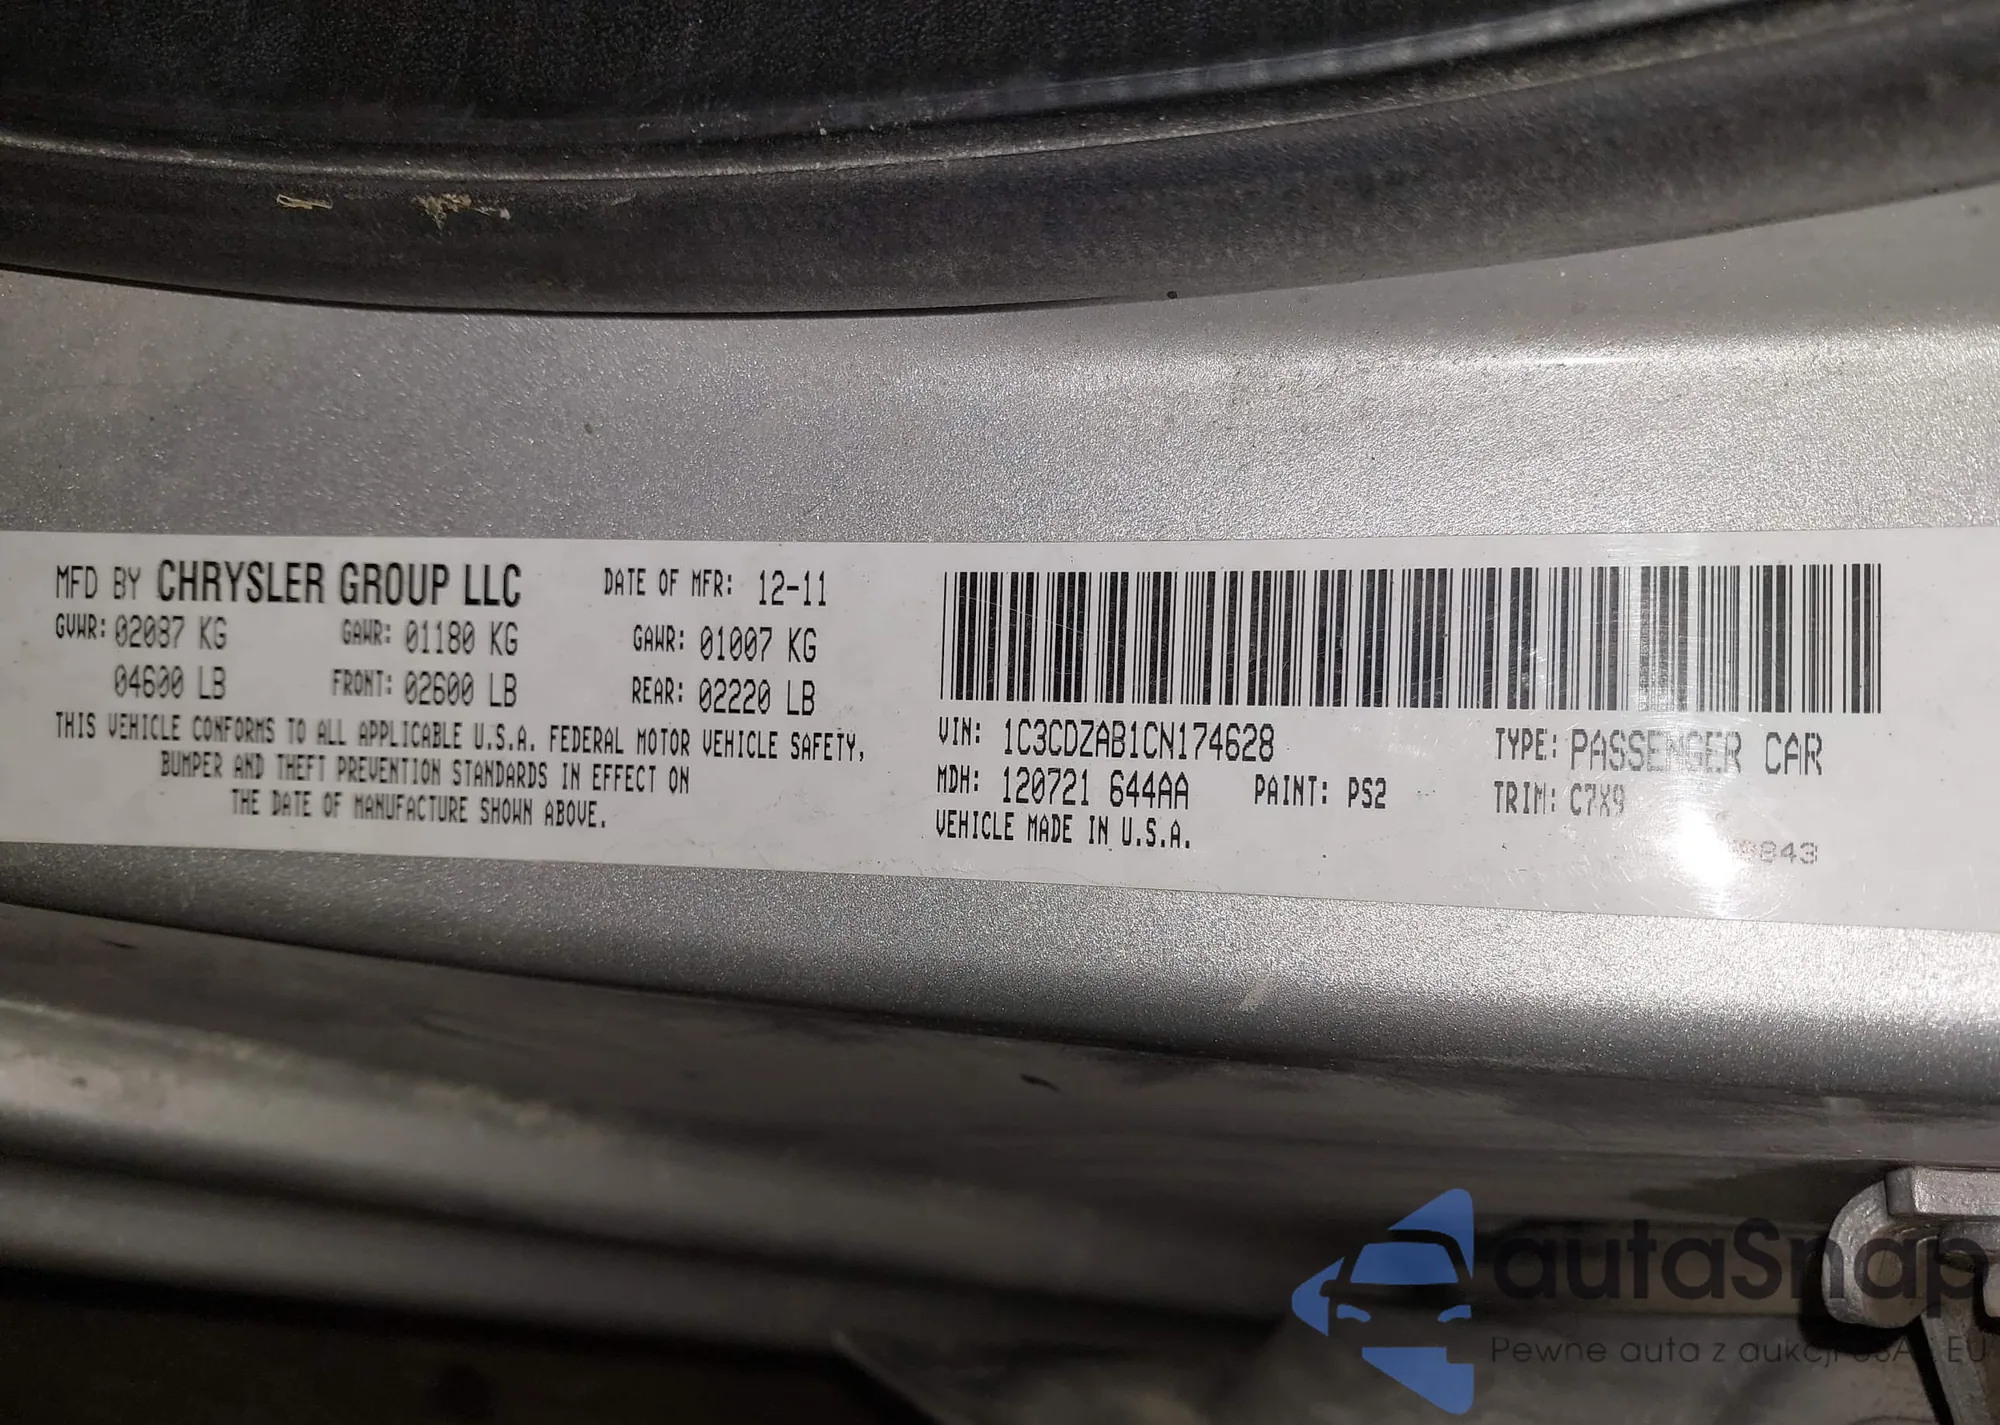 MFD BY CHRYSLER GROUP LLC DATE OF MFR: 12-11
GVWR: 02087 KG GAWR: 01180 KG GAWR: 01007 KG
04600 LB FRONT: 02600 LB REAR: 02220 LB
THIS VEHICLE CONFORMS TO ALL APPLICABLE U.S.A. FEDERAL MOTOR VEHICLE SAFETY,
BUMPER AND THEFT PREVENTION STANDARDS IN EFFECT ON
THE DATE OF MANUFACTURE SHOWN ABOVE.
VIN: 1C3CDZAB1CN174628 TYPE: PASSENGER CAR
MDH: 120721 644AA PAINT: PS2 TRIM: C7X9
VEHICLE MADE IN U.S.A.
autaSnap
Pewne auta z aukcji USA i EU